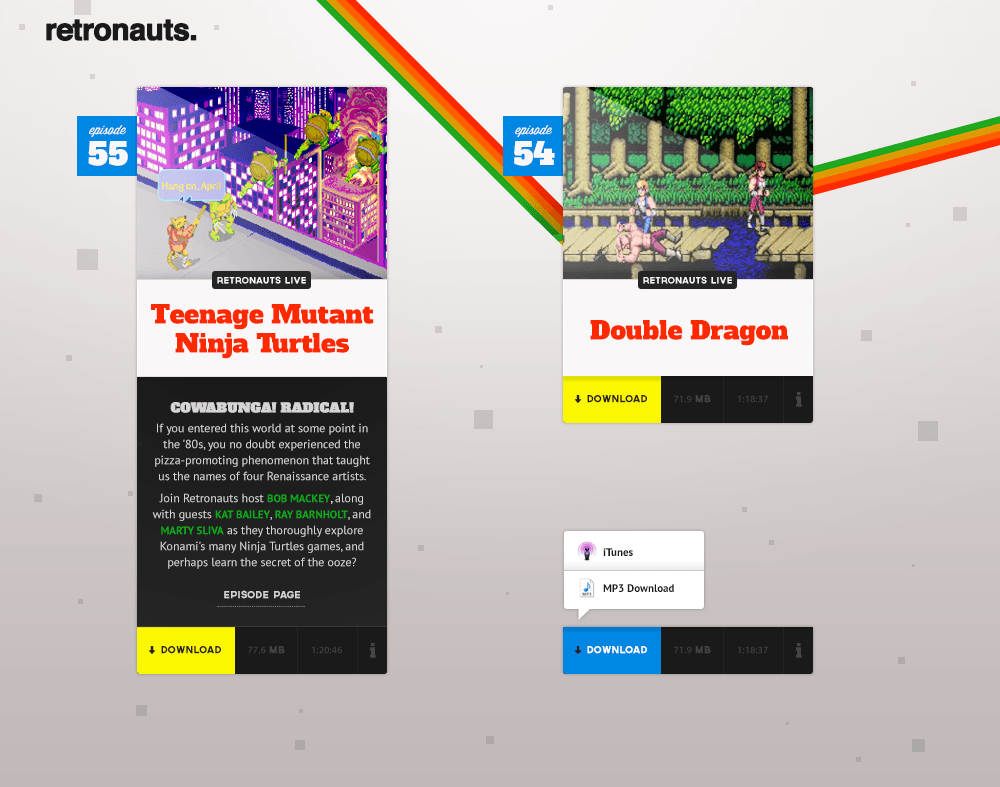 retronauts.
episode
55
Hang on, April
RETRONAUTS LIVE
Teenage Mutant
Ninja Turtles
COWABUNGA! RADICAL!
If you entered this world at some point in
the '80s, you no doubt experienced the
pizza-promoting phenomenon that taught
us the names of four Renaissance artists.
Join Retronauts host BOB MACKEY, along
with guests KAT BAILEY, RAY BARNHOLT, and
MARTY SLIVA as they thoroughly explore
Konami's many Ninja Turtles games, and
perhaps learn the secret of the ooze?
EPISODE PAGE
DOWNLOAD 77.6 MB 1:20:46 i
episode
54
RETRONAUTS LIVE
Double Dragon
DOWNLOAD 71.9 MB 1:18:37 i
iTunes
MP3 Download
DOWNLOAD 71.9 MB 1:18:37 i